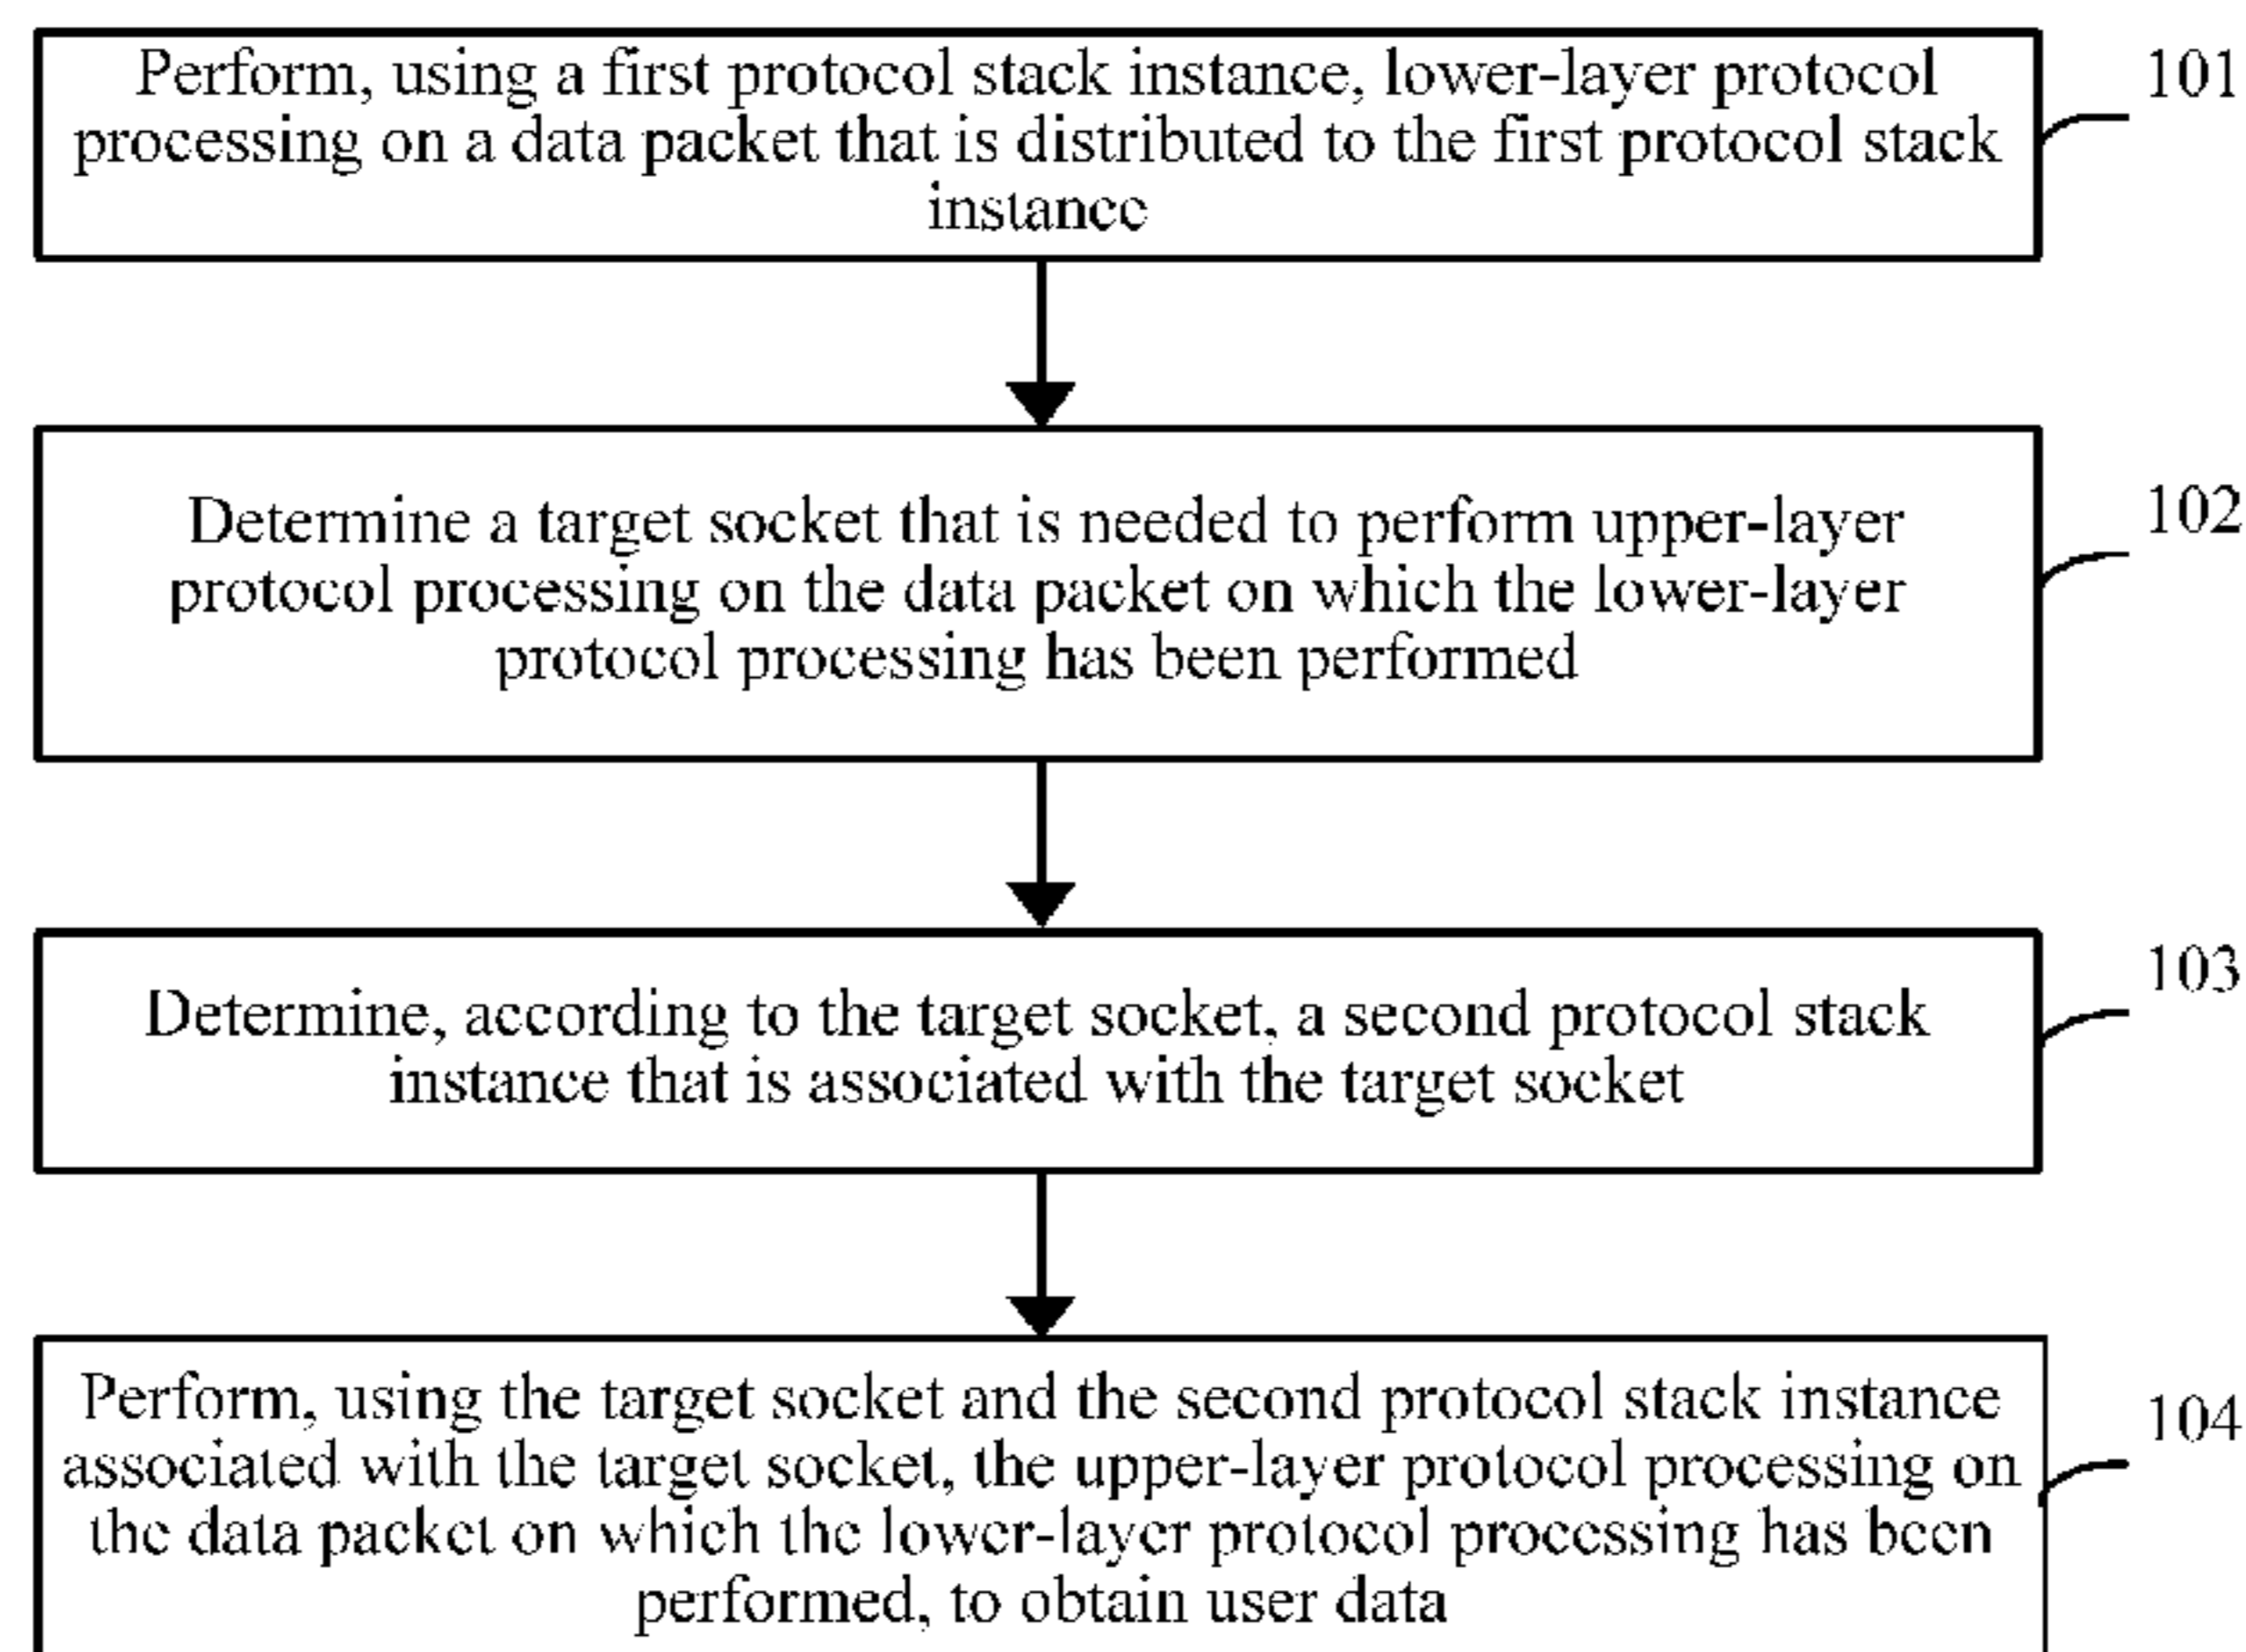 Perform, using a first protocol stack instance, lower-layer protocol
processing on a data packet that is distributed to the first protocol stack
instance
101
Determine a target socket that is needed to perform upper-layer
protocol processing on the data packet on which the lower-layer
protocol processing has been performed
102
Determine, according to the target socket, a second protocol stack
instance that is associated with the target socket
103
Perform, using the target socket and the second protocol stack instance
associated with the target socket, the upper-layer protocol processing on
the data packet on which the lower-layer protocol processing has been
performed, to obtain user data
104